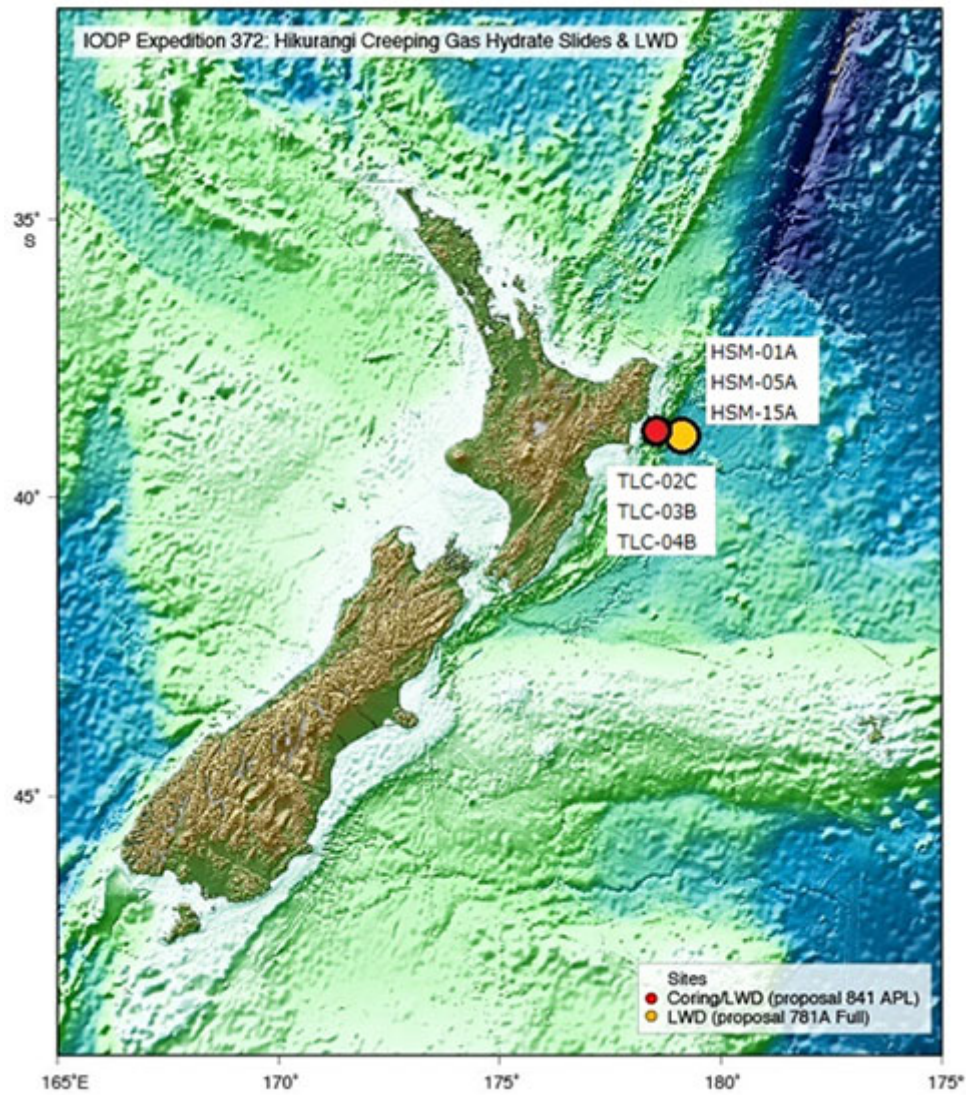 IODP Expedition 372: Hikurangi Creeping Gas Hydrate Slides & LWD
35˚
S
HSM-01A
HSM-05A
HSM-15A
40˚
TLC-02C
TLC-03B
TLC-04B
45˚
Sites
Coring/LWD (proposal 841 APL)
LWD (proposal 781A Full)
165˚E
170˚
175˚
180˚
175˚